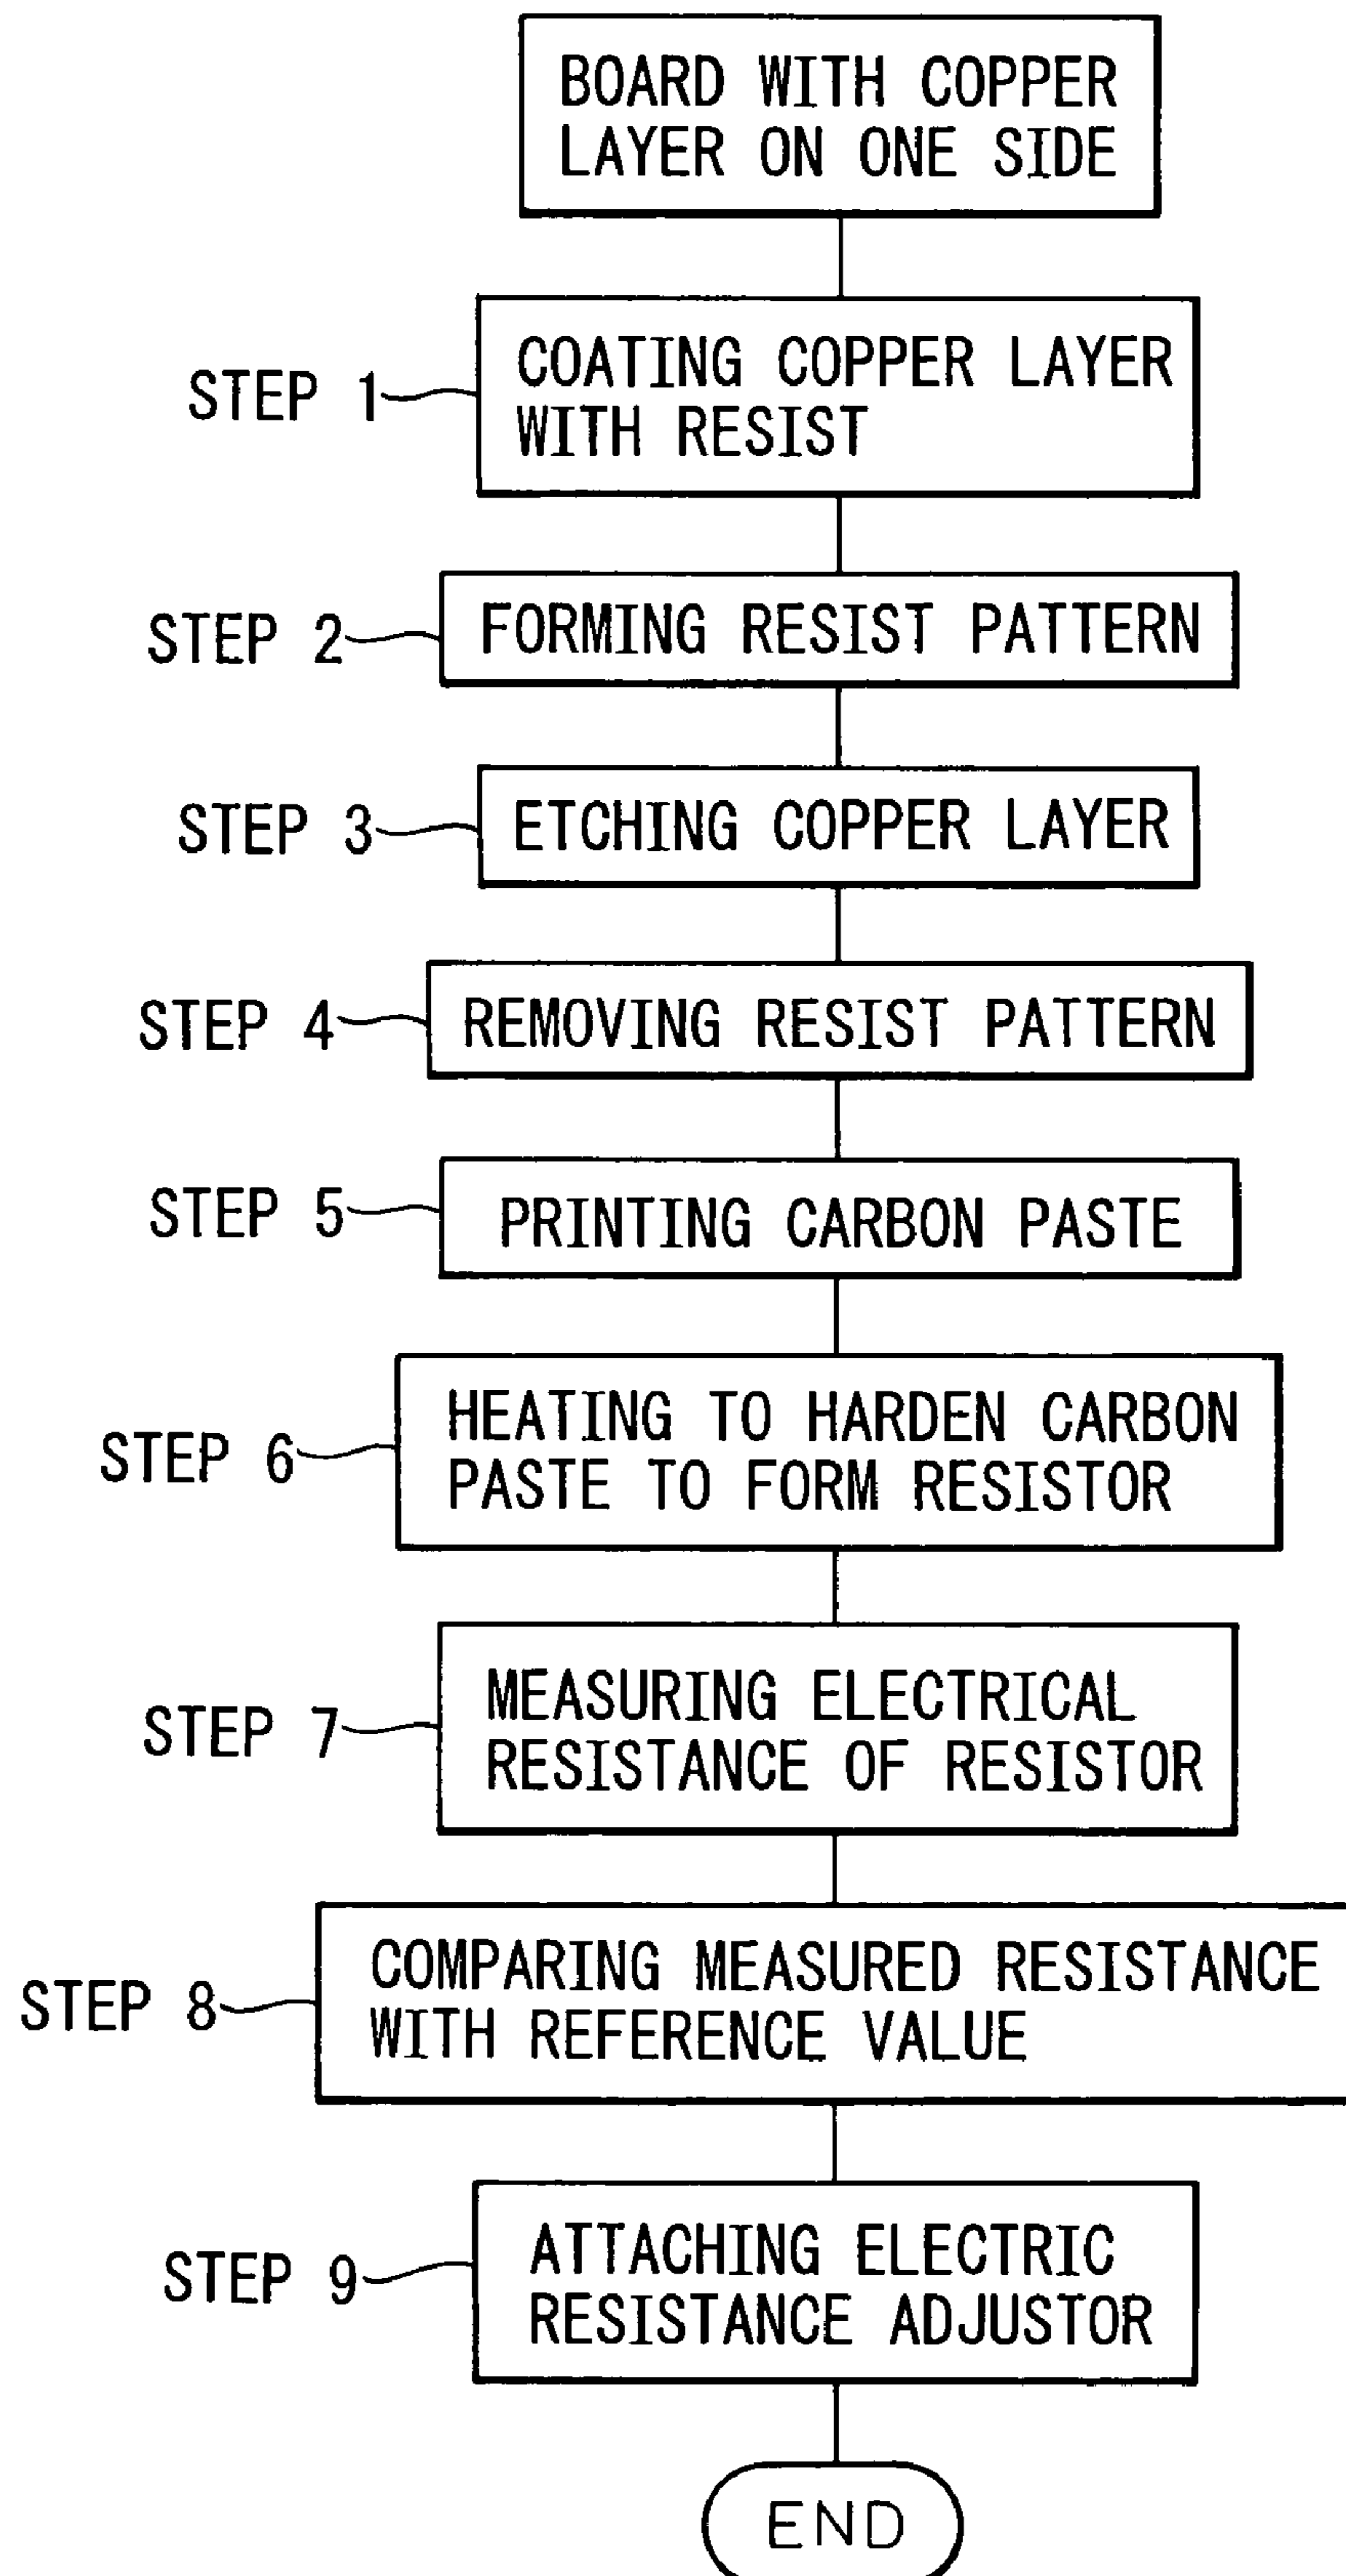 BOARD WITH COPPER
LAYER ON ONE SIDE
STEP 1
COATING COPPER LAYER
WITH RESIST
STEP 2
FORMING RESIST PATTERN
STEP 3
ETCHING COPPER LAYER
STEP 4
REMOVING RESIST PATTERN
STEP 5
PRINTING CARBON PASTE
STEP 6
HEATING TO HARDEN CARBON
PASTE TO FORM RESISTOR
STEP 7
MEASURING ELECTRICAL
RESISTANCE OF RESISTOR
STEP 8
COMPARING MEASURED RESISTANCE
WITH REFERENCE VALUE
STEP 9
ATTACHING ELECTRIC
RESISTANCE ADJUSTOR
END